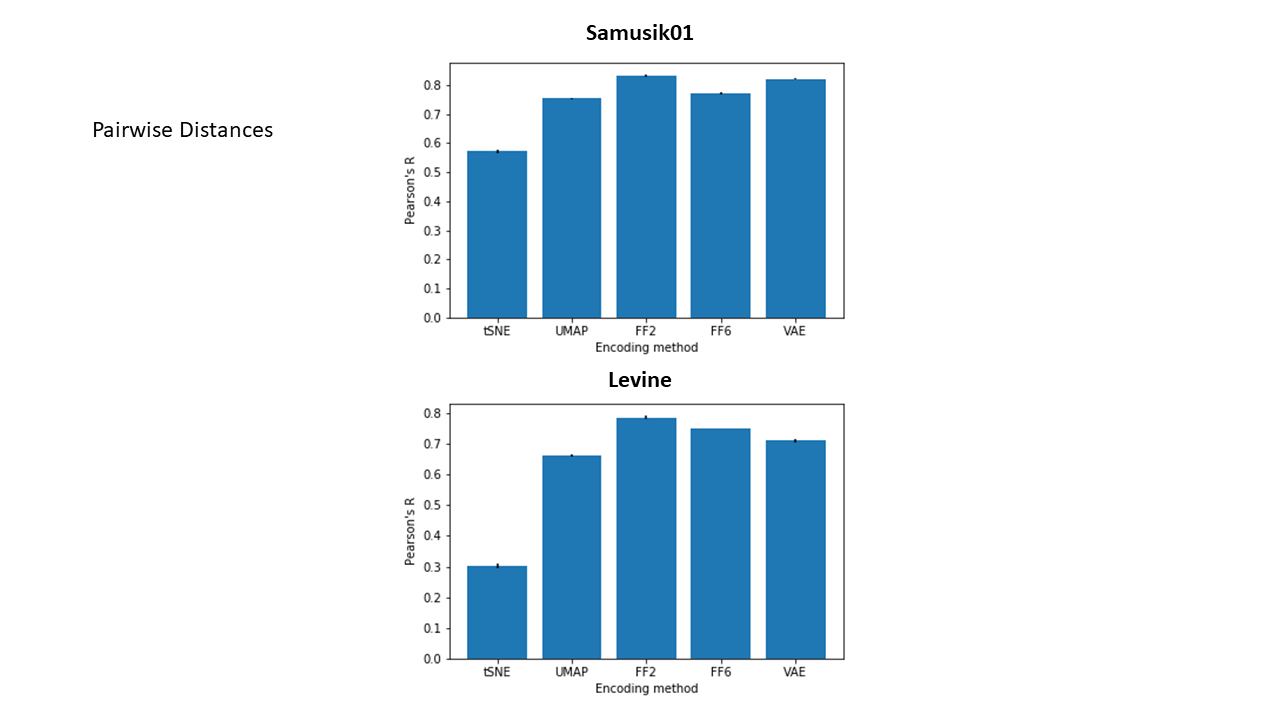 Samusik01
Pairwise Distances
0.8
0.7
0.6
0.5
0.4
0.3
0.2
0.1
0.0
Pearson's R
tSNE UMAP FF2 FF6 VAE
Encoding method
Levine
0.8
0.7
0.6
0.5
0.4
0.3
0.2
0.1
0.0
Pearson's R
tSNE UMAP FF2 FF6 VAE
Encoding method